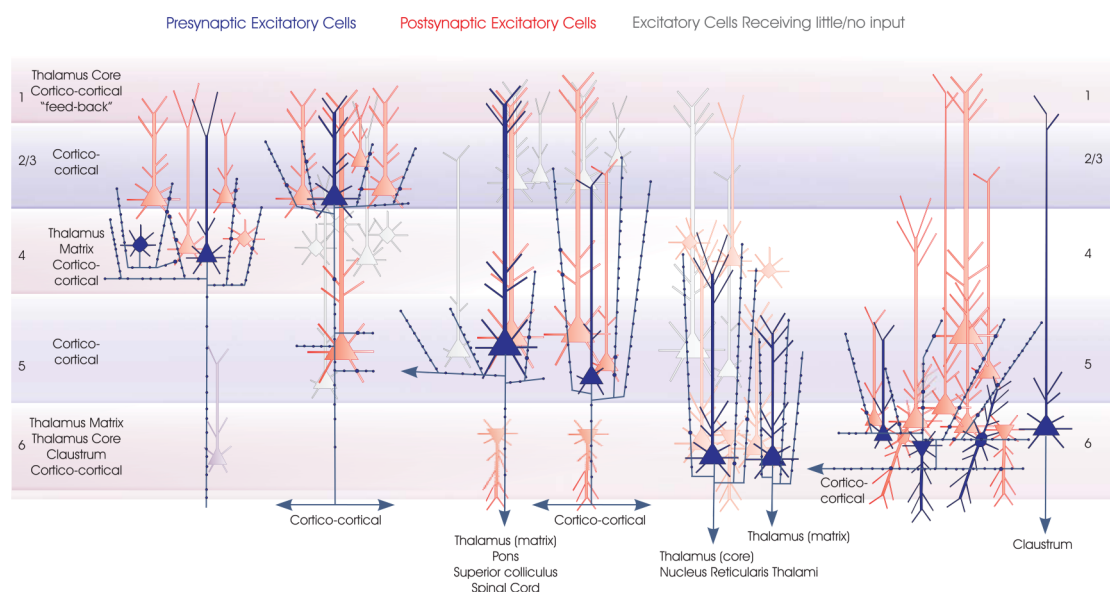 Presynaptic Excitatory Cells
Postsynaptic Excitatory Cells
Excitatory Cells Receiving little/no input
1
Thalamus Core
Cortico-cortical
"feed-back"
1
2/3
Cortico-
cortical
2/3
4
Thalamus
Matrix
Cortico-
cortical
4
5
Cortico-
cortical
5
6
Thalamus Matrix
Thalamus Core
Claustrum
Cortico-cortical
6
Cortico-
cortical
Cortico-cortical
Thalamus (matrix)
Pons
Superior colliculus
Spinal Cord
Cortico-cortical
Thalamus (core)
Nucleus Reticularis Thalami
Thalamus (matrix)
Claustrum